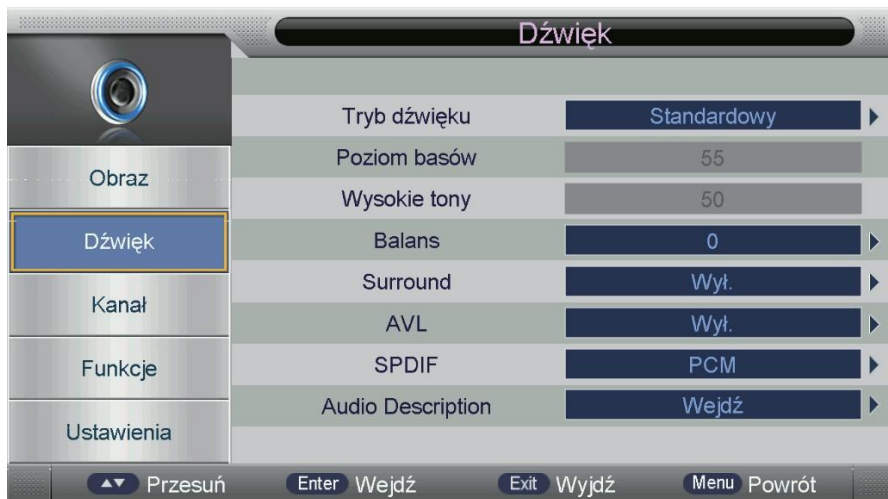 Dźwięk
Obraz
Dźwięk
Kanał
Funkcje
Ustawienia
Tryb dźwięku Standardowy
Poziom basów 55
Wysokie tony 50
Balans 0
Surround Wył.
AVL Wył.
SPDIF PCM
Audio Description Wejdź
Przesuń Enter Wejdź Exit Wyjdź Menu Powrót